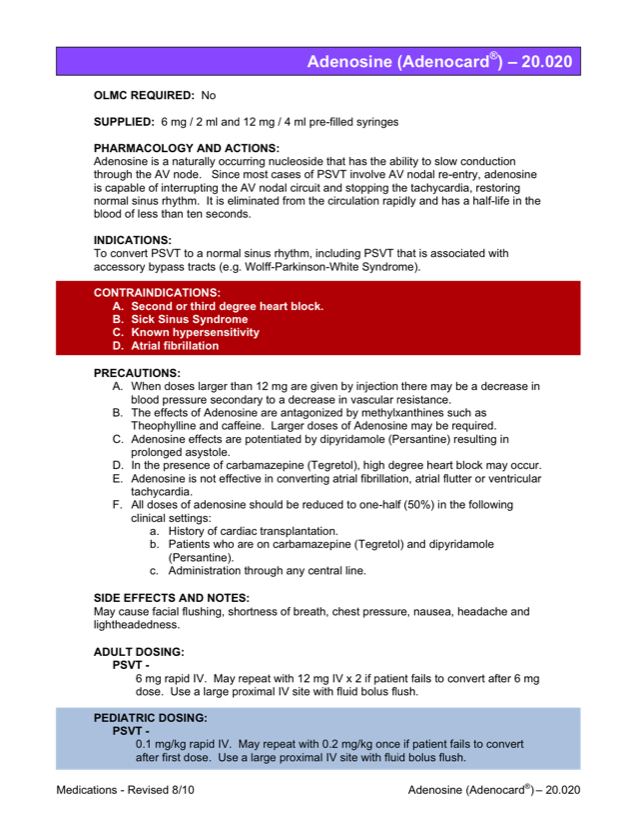 Adenosine (Adenocard®) – 20.020
OLMC REQUIRED: No
SUPPLIED: 6 mg / 2 ml and 12 mg / 4 ml pre-filled syringes
PHARMACOLOGY AND ACTIONS:
Adenosine is a naturally occurring nucleoside that has the ability to slow conduction
through the AV node. Since most cases of PSVT involve AV nodal re-entry, adenosine
is capable of interrupting the AV nodal circuit and stopping the tachycardia, restoring
normal sinus rhythm. It is eliminated from the circulation rapidly and has a half-life in the
blood of less than ten seconds.
INDICATIONS:
To convert PSVT to a normal sinus rhythm, including PSVT that is associated with
accessory bypass tracts (e.g. Wolff-Parkinson-White Syndrome).
CONTRAINDICATIONS:
A. Second or third degree heart block.
B. Sick Sinus Syndrome
C. Known hypersensitivity
D. Atrial fibrillation
PRECAUTIONS:
A. When doses larger than 12 mg are given by injection there may be a decrease in
blood pressure secondary to a decrease in vascular resistance.
B. The effects of Adenosine are antagonized by methylxanthines such as
Theophylline and caffeine. Larger doses of Adenosine may be required.
C. Adenosine effects are potentiated by dipyridamole (Persantine) resulting in
prolonged asystole.
D. In the presence of carbamazepine (Tegretol), high degree heart block may occur.
E. Adenosine is not effective in converting atrial fibrillation, atrial flutter or ventricular
tachycardia.
F. All doses of adenosine should be reduced to one-half (50%) in the following
clinical settings:
a. History of cardiac transplantation.
b. Patients who are on carbamazepine (Tegretol) and dipyridamole
(Persantine).
c. Administration through any central line.
SIDE EFFECTS AND NOTES:
May cause facial flushing, shortness of breath, chest pressure, nausea, headache and
lightheadedness.
ADULT DOSING:
PSVT -
6 mg rapid IV. May repeat with 12 mg IV x 2 if patient fails to convert after 6 mg
dose. Use a large proximal IV site with fluid bolus flush.
PEDIATRIC DOSING:
PSVT -
0.1 mg/kg rapid IV. May repeat with 0.2 mg/kg once if patient fails to convert
after first dose. Use a large proximal IV site with fluid bolus flush.
Medications - Revised 8/10 Adenosine (Adenocard®) – 20.020